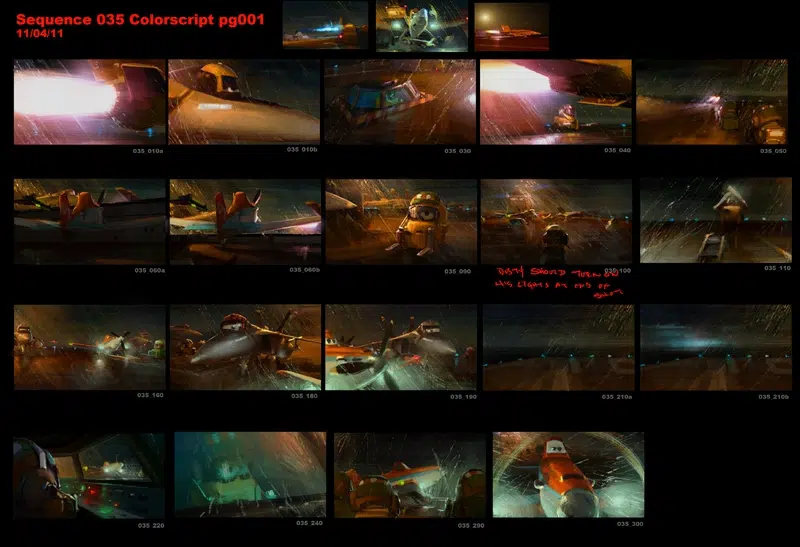 Sequence 035 Colorscript pg001
11/04/11
035_010a
035_010b
035_030
035_040
035_050
035_060a
035_060b
035_090
035_100
035_110
DUSTY SHOULD TURN ON
HIS LIGHTS AT END OF
SHOT
035_160
035_180
035_190
035_210a
035_210b
035_220
035_240
035_290
035_300